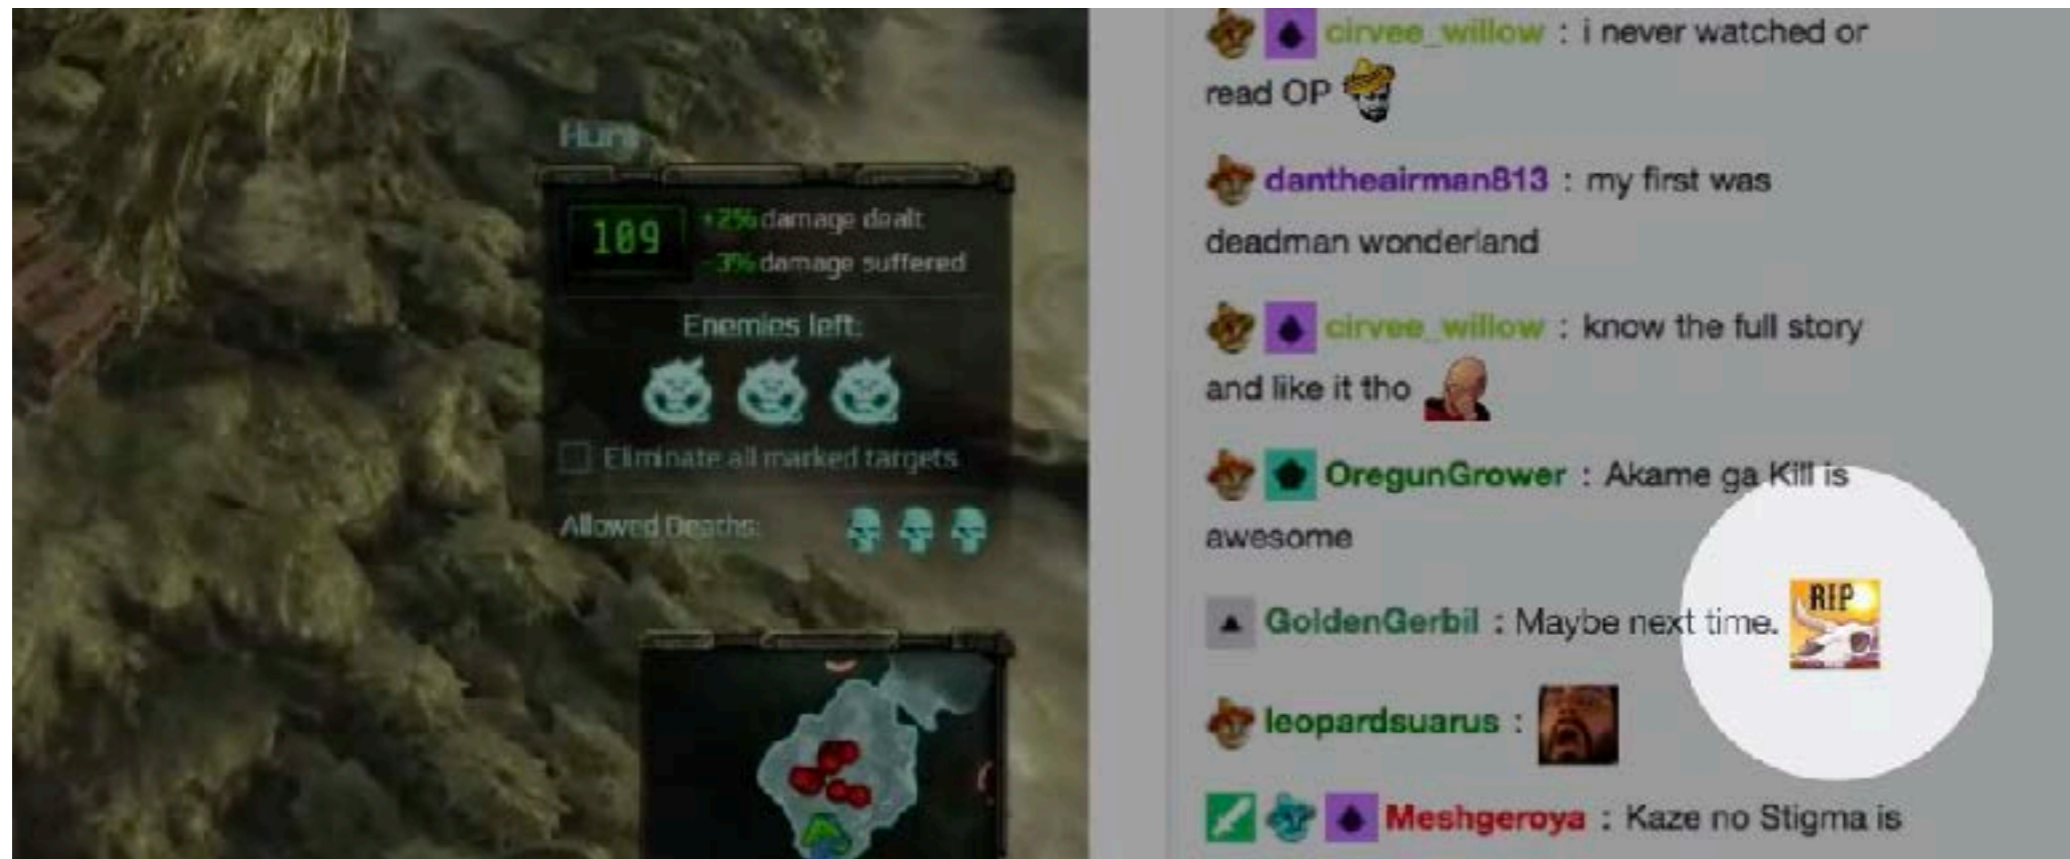 Hunt
109
+2% damage dealt
-3% damage suffered
Enemies left:
Eliminate all marked targets
Allowed Deaths:
cirvee_willow : i never watched or
read OP
dantheairman813 : my first was
deadman wonderland
cirvee_willow : know the full story
and like it tho
OregunGrower : Akame ga Kill is
awesome
GoldenGerbil : Maybe next time.
RIP
leopardsuarus :
Meshgeroya : Kaze no Stigma is